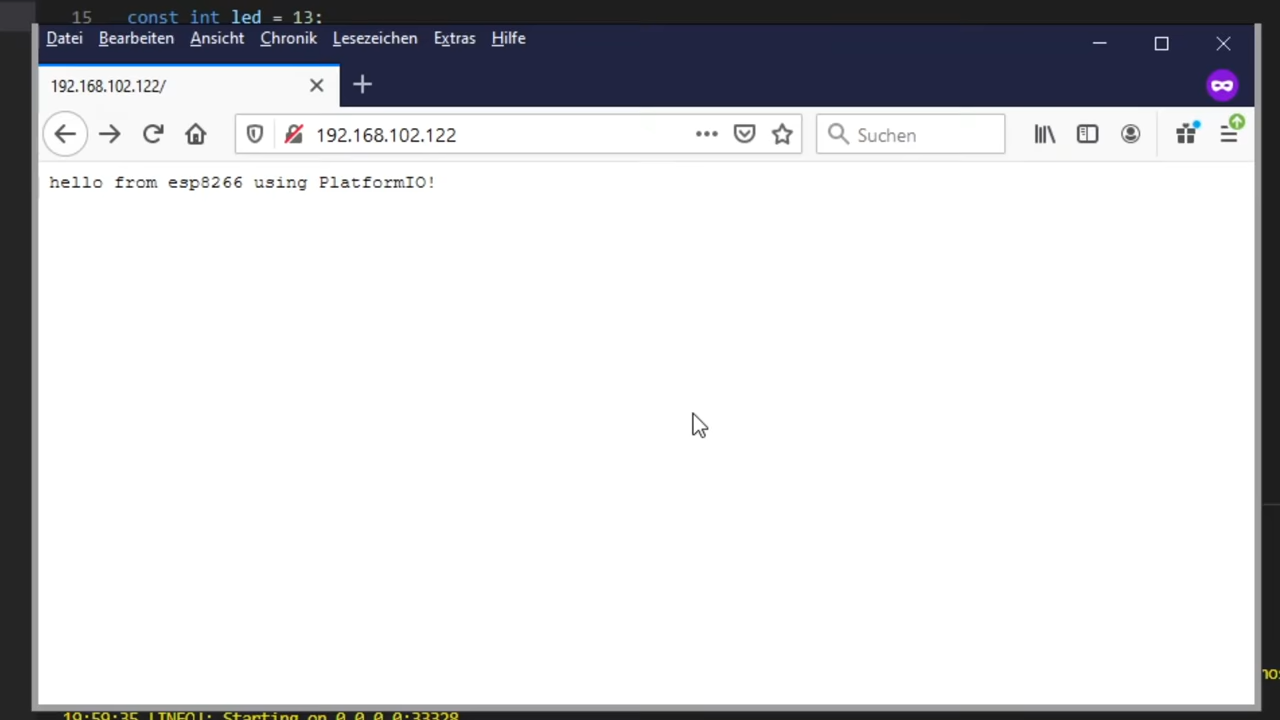 15 const int led = 13;
Datei Bearbeiten Ansicht Chronik Lesezeichen Extras Hilfe
192.168.102.122/
192.168.102.122
Suchen
hello from esp8266 using PlatformIO!
19:59:35 [INFO]: Starting on 0.0.0.0:33328